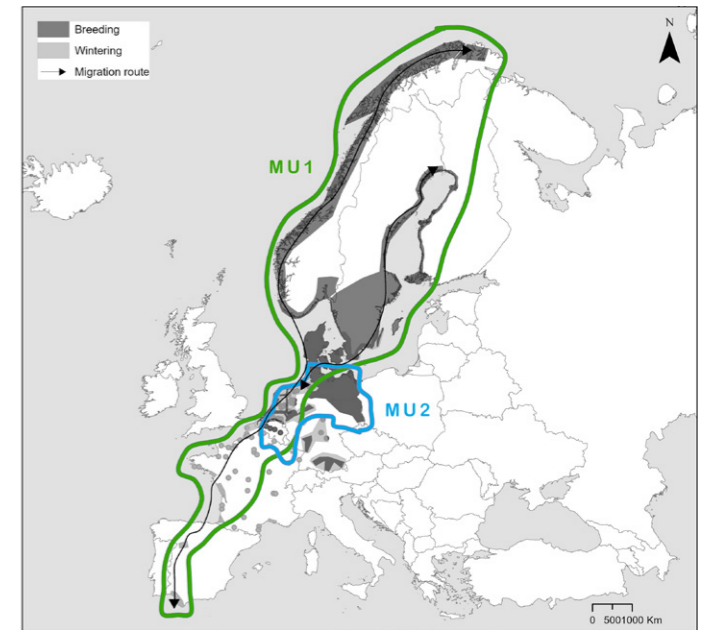 Breeding
Wintering
Migration route
N
MU1
MU2
0 5001000 Km